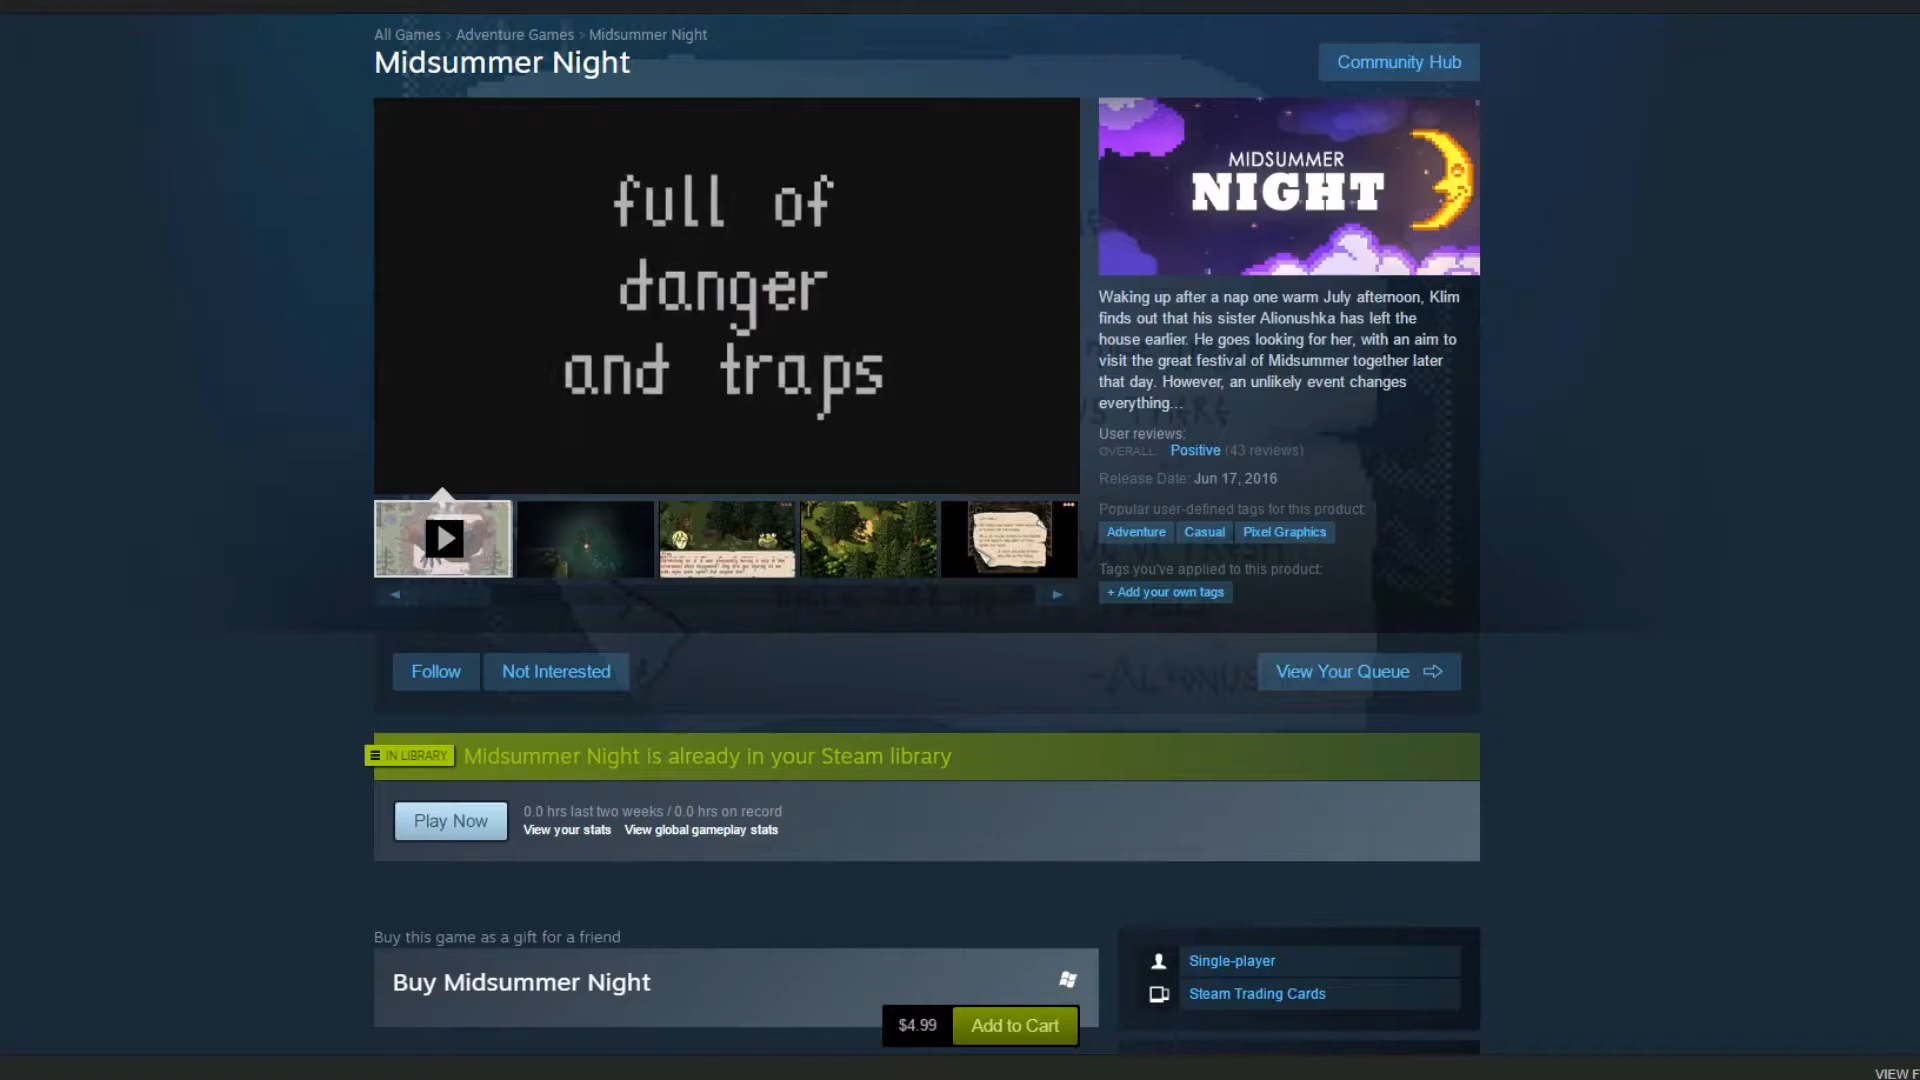 All Games > Adventure Games > Midsummer Night
Midsummer Night
Community Hub
full of
danger
and traps
MIDSUMMER
NIGHT
Waking up after a nap one warm July afternoon, Klim
finds out that his sister Alionushka has left the
house earlier. He goes looking for her, with an aim to
visit the great festival of Midsummer together later
that day. However, an unlikely event changes
everything...
User reviews:
OVERALL: Positive (43 reviews)
Release Date: Jun 17, 2016
Popular user-defined tags for this product:
Adventure Casual Pixel Graphics
Tags you've applied to this product:
+ Add your own tags
Follow Not Interested
View Your Queue
IN LIBRARY Midsummer Night is already in your Steam library
Play Now
0.0 hrs last two weeks / 0.0 hrs on record
View your stats View global gameplay stats
Buy this game as a gift for a friend
Buy Midsummer Night
$4.99 Add to Cart
Single-player
Steam Trading Cards
VIEW F